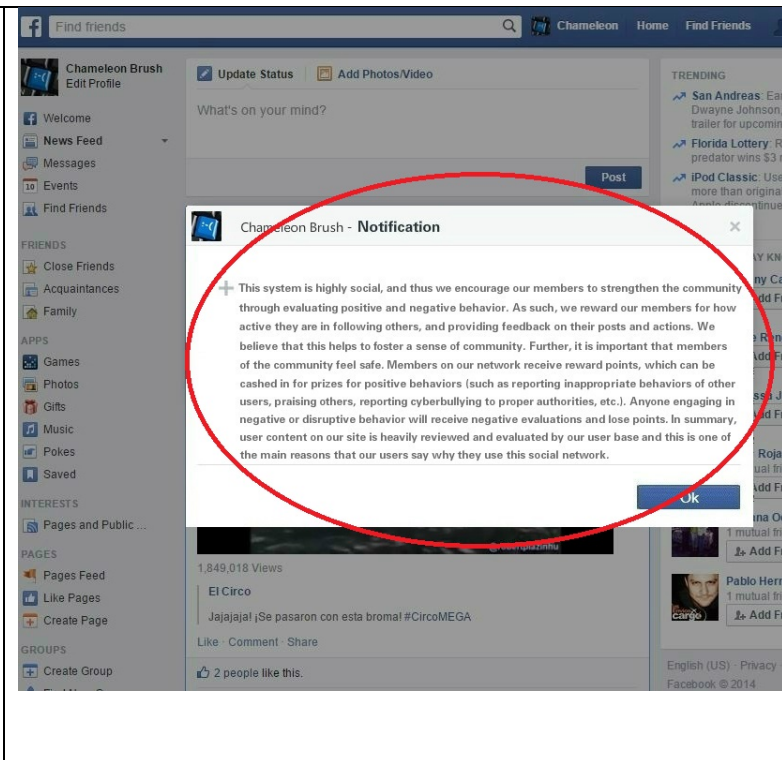 Find friends
Chameleon Home Find Friends
Chameleon Brush
Edit Profile
Welcome
News Feed
Messages
10 Events
Find Friends
FRIENDS
Close Friends
Acquaintances
Family
APPS
Games
Photos
Gifts
Music
Pokes
Saved
INTERESTS
Pages and Public ...
PAGES
Pages Feed
Like Pages
Create Page
GROUPS
Create Group
Update Status Add Photos/Video
What's on your mind?
Post
Chameleon Brush - Notification
This system is highly social, and thus we encourage our members to strengthen the community
through evaluating positive and negative behavior. As such, we reward our members for how
active they are in following others, and providing feedback on their posts and actions. We
believe that this helps to foster a sense of community. Further, it is important that members
of the community feel safe. Members on our network receive reward points, which can be
cashed in for prizes for positive behaviors (such as reporting inappropriate behaviors of other
users, praising others, reporting cyberbullying to proper authorities, etc.). Anyone engaging in
negative or disruptive behavior will receive negative evaluations and lose points. In summary,
user content on our site is heavily reviewed and evaluated by our user base and this is one of
the main reasons that our users say why they use this social network.
Ok
1,849,018 Views
El Circo
Jajajaja! ¡Se pasaron con esta broma! #CircoMEGA
Like · Comment · Share
2 people like this.
TRENDING
San Andreas:
Dwayne Johnson,
trailer for
Florida Lottery:
predator wins $3
iPod Classic:
more than
Apple
1 mutual
Add
Pablo
1 mutual
Add
English (US) · Privacy
Facebook © 2014